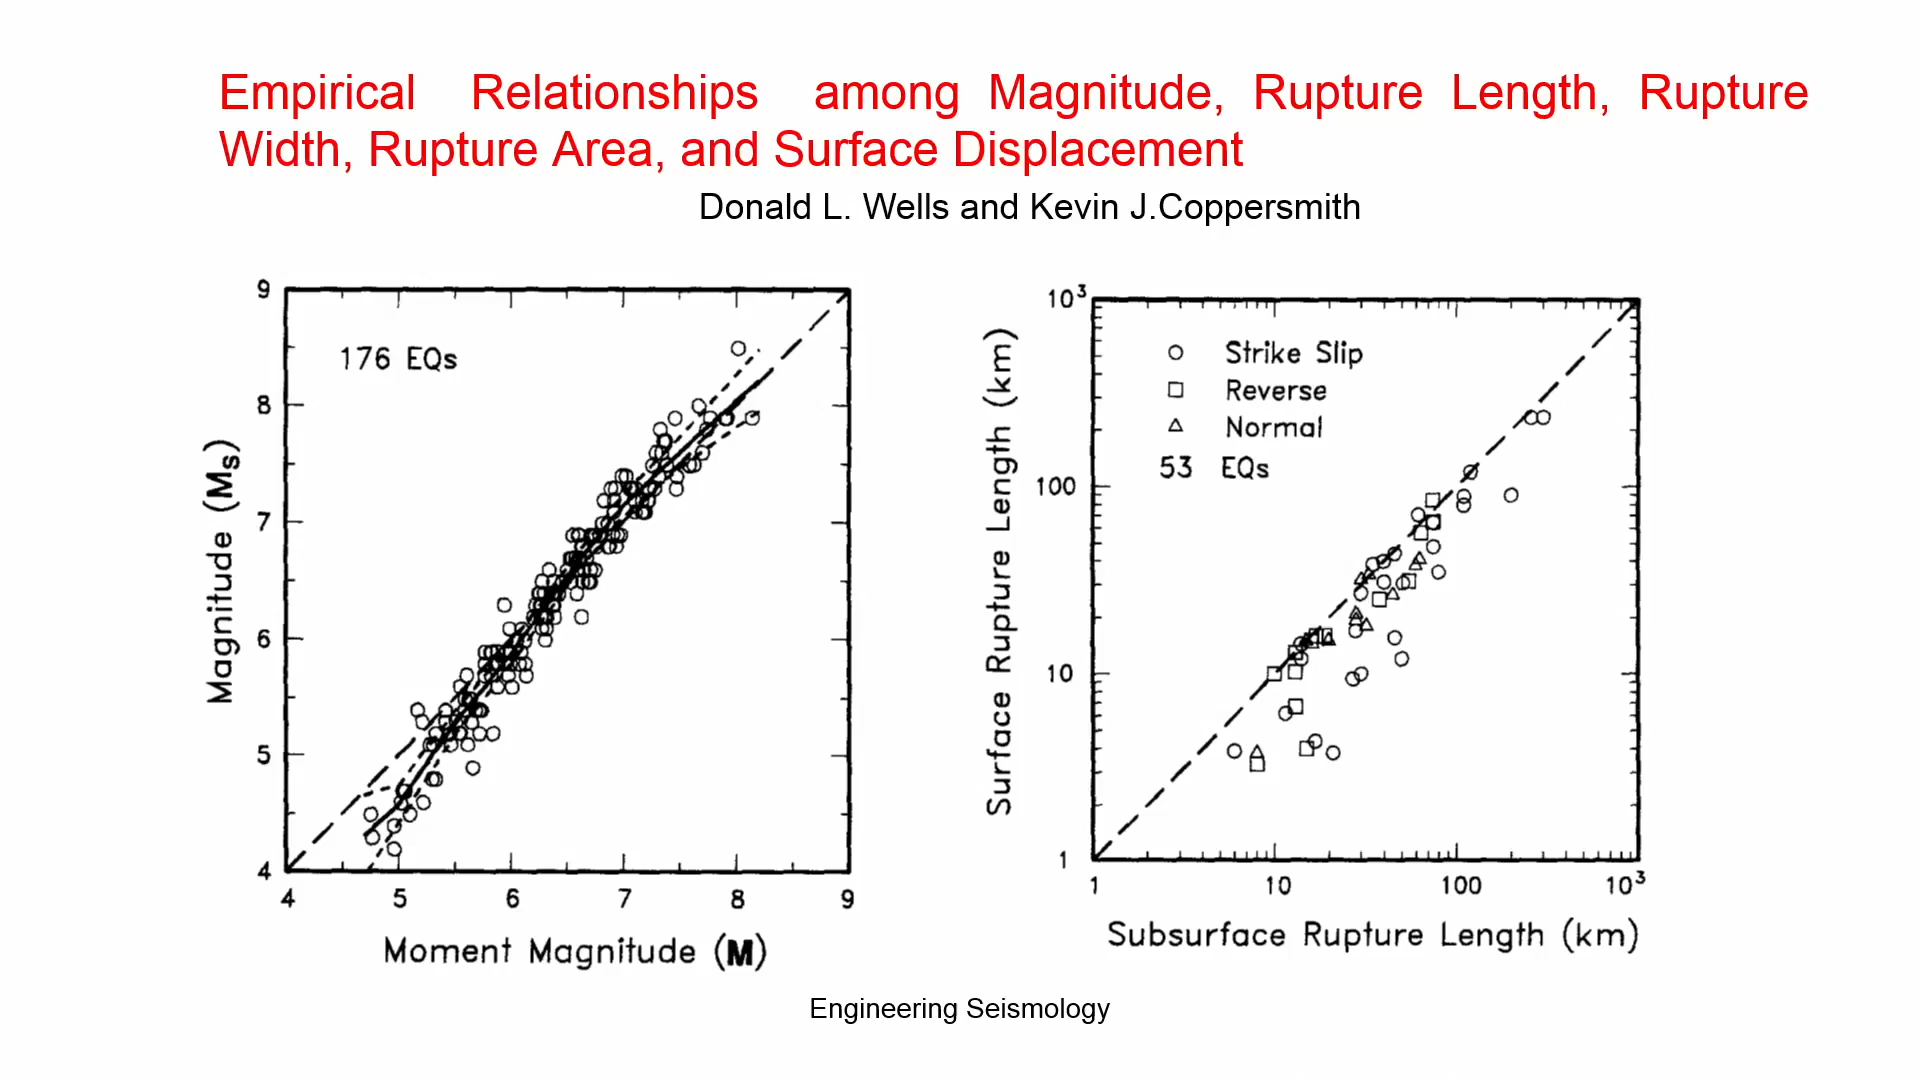 Empirical Relationships among Magnitude, Rupture Length, Rupture
Width, Rupture Area, and Surface Displacement
Donald L. Wells and Kevin J.Coppersmith
9
8
7
6
5
4
Magnitude (Ms)
176 EQs
4 5 6 7 8 9
Moment Magnitude (M)
10³
100
10
1
Surface Rupture Length (km)
Strike Slip
Reverse
Normal
53 EQs
1 10 100 10³
Subsurface Rupture Length (km)
Engineering Seismology